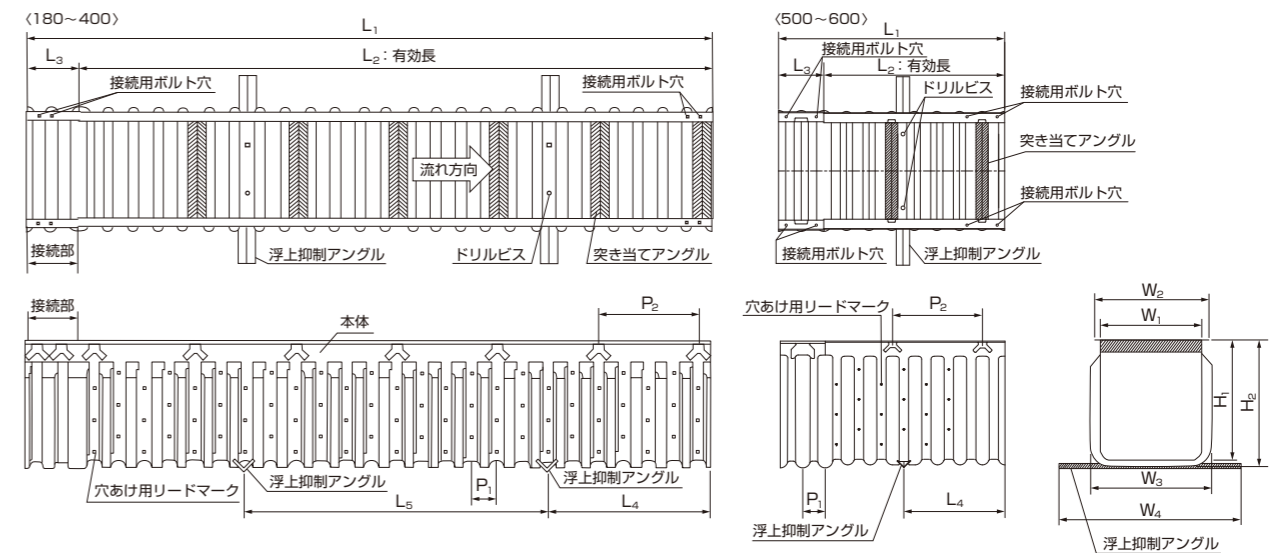 〈180～400〉
L₁
L₃
L₂：有効長
接続用ボルト穴
接続用ボルト穴
流れ方向
接続部
浮上抑制アングル
ドリルビス
突き当てアングル
〈500～600〉
L₁
接続用ボルト穴
L₃
L₂：有効長
ドリルビス
接続用ボルト穴
突き当てアングル
接続用ボルト穴
接続用ボルト穴
浮上抑制アングル
接続部
本体
P₂
穴あけ用リードマーク
浮上抑制アングル
P₁
浮上抑制アングル
L₅
L₄
穴あけ用リードマーク
P₂
P₁
L₄
浮上抑制アングル
W₂
W₁
H₁
H₂
W₃
W₄
浮上抑制アングル